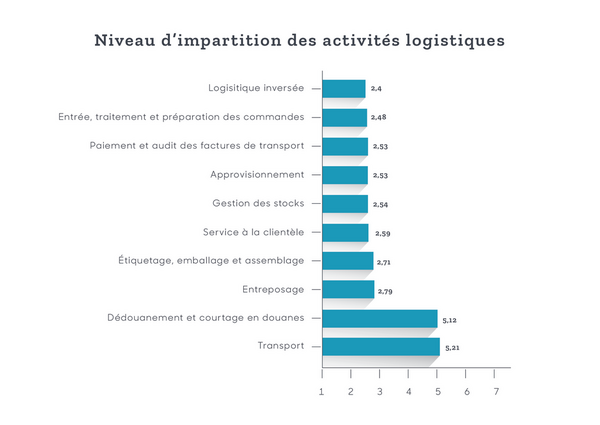 Niveau d’impartition des activités logistiques
Logisitique inversée 2,4
Entrée, traitement et préparation des commandes 2,48
Paiement et audit des factures de transport 2,53
Approvisionnement 2,53
Gestion des stocks 2,54
Service à la clientèle 2,59
Étiquetage, emballage et assemblage 2,71
Entreposage 2,79
Dédouanement et courtage en douanes 5,12
Transport 5,21
1 2 3 4 5 6 7